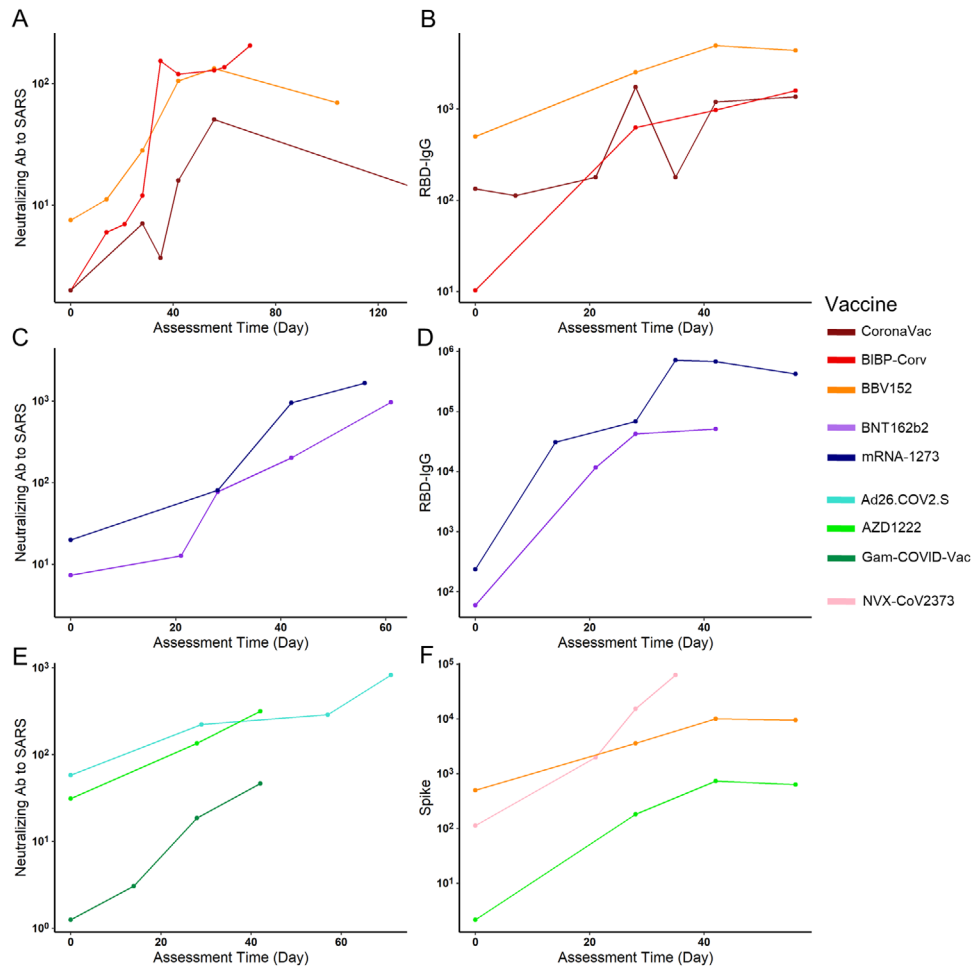 A
Neutralizing Ab to SARS
10²
10¹
0
40
80
120
Assessment Time (Day)
B
RBD-IgG
10³
10²
10¹
0
20
40
Assessment Time (Day)
C
Neutralizing Ab to SARS
10³
10²
10¹
0
20
40
60
Assessment Time (Day)
D
RBD-IgG
10⁶
10⁵
10⁴
10³
10²
0
20
40
Assessment Time (Day)
E
Neutralizing Ab to SARS
10³
10²
10¹
10⁰
0
20
40
60
Assessment Time (Day)
F
Spike
10⁵
10⁴
10³
10²
10¹
0
20
40
Assessment Time (Day)
Vaccine
CoronaVac
BIBP-Corv
BBV152
BNT162b2
mRNA-1273
Ad26.COV2.S
AZD1222
Gam-COVID-Vac
NVX-CoV2373